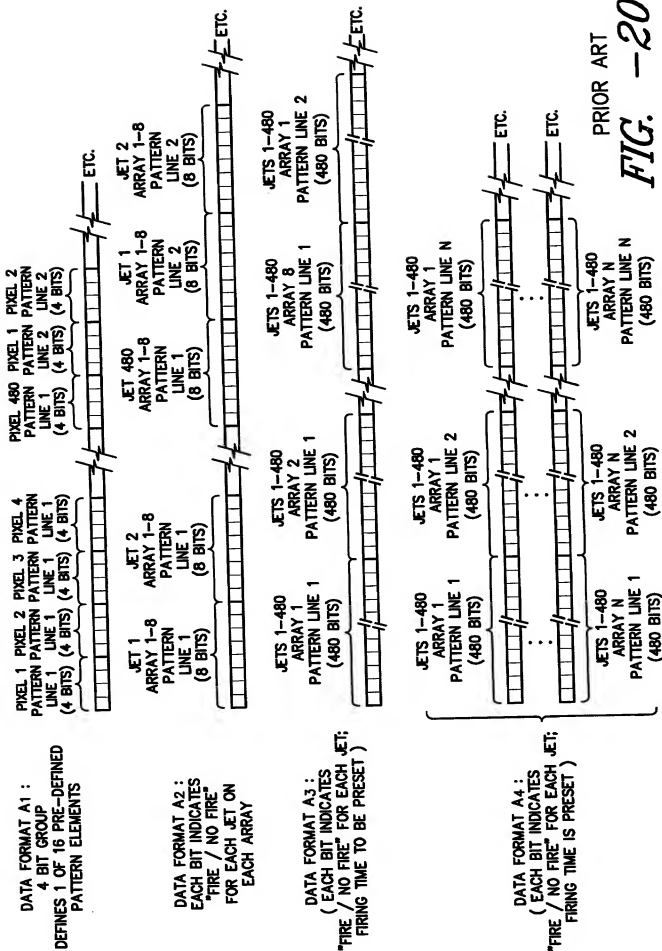 DATA FORMAT A1 :
4 BIT GROUP
DEFINES 1 OF 16 PRE-DEFINED
PATTERN ELEMENTS
PIXEL 1 PIXEL 2 PIXEL 3 PIXEL 4
PATTERN PATTERN PATTERN PATTERN
LINE 1 LINE 1 LINE 1 LINE 1
(4 BITS) (4 BITS) (4 BITS) (4 BITS)
PIXEL 480 PIXEL 1 PIXEL 2
PATTERN PATTERN PATTERN
LINE 1 LINE 2 LINE 2
(4 BITS) (4 BITS) (4 BITS)
ETC.
DATA FORMAT A2 :
EACH BIT INDICATES
"FIRE / NO FIRE"
FOR EACH JET ON
EACH ARRAY
JET 1
ARRAY 1-8
PATTERN
LINE 1
(8 BITS)
JET 2
ARRAY 1-8
PATTERN
LINE 1
(8 BITS)
JET 480
ARRAY 1-8
PATTERN
LINE 1
(8 BITS)
JET 1
ARRAY 1-8
PATTERN
LINE 2
(8 BITS)
JET 2
ARRAY 1-8
PATTERN
LINE 2
(8 BITS)
ETC.
DATA FORMAT A3 :
( EACH BIT INDICATES
"FIRE / NO FIRE" FOR EACH JET;
FIRING TIME TO BE PRESET )
JETS 1-480
ARRAY 1
PATTERN LINE 1
(480 BITS)
JETS 1-480
ARRAY 2
PATTERN LINE 1
(480 BITS)
JETS 1-480
ARRAY 8
PATTERN LINE 1
(480 BITS)
JETS 1-480
ARRAY 1
PATTERN LINE 2
(480 BITS)
ETC.
DATA FORMAT A4 :
( EACH BIT INDICATES
"FIRE / NO FIRE" FOR EACH JET;
FIRING TIME IS PRESET )
JETS 1-480
ARRAY 1
PATTERN LINE 1
(480 BITS)
JETS 1-480
ARRAY 1
PATTERN LINE 2
(480 BITS)
JETS 1-480
ARRAY 1
PATTERN LINE N
(480 BITS)
ETC.
ETC.
JETS 1-480
ARRAY N
PATTERN LINE 1
(480 BITS)
JETS 1-480
ARRAY N
PATTERN LINE 2
(480 BITS)
JETS 1-480
ARRAY N
PATTERN LINE N
(480 BITS)
PRIOR ART
FIG. -20